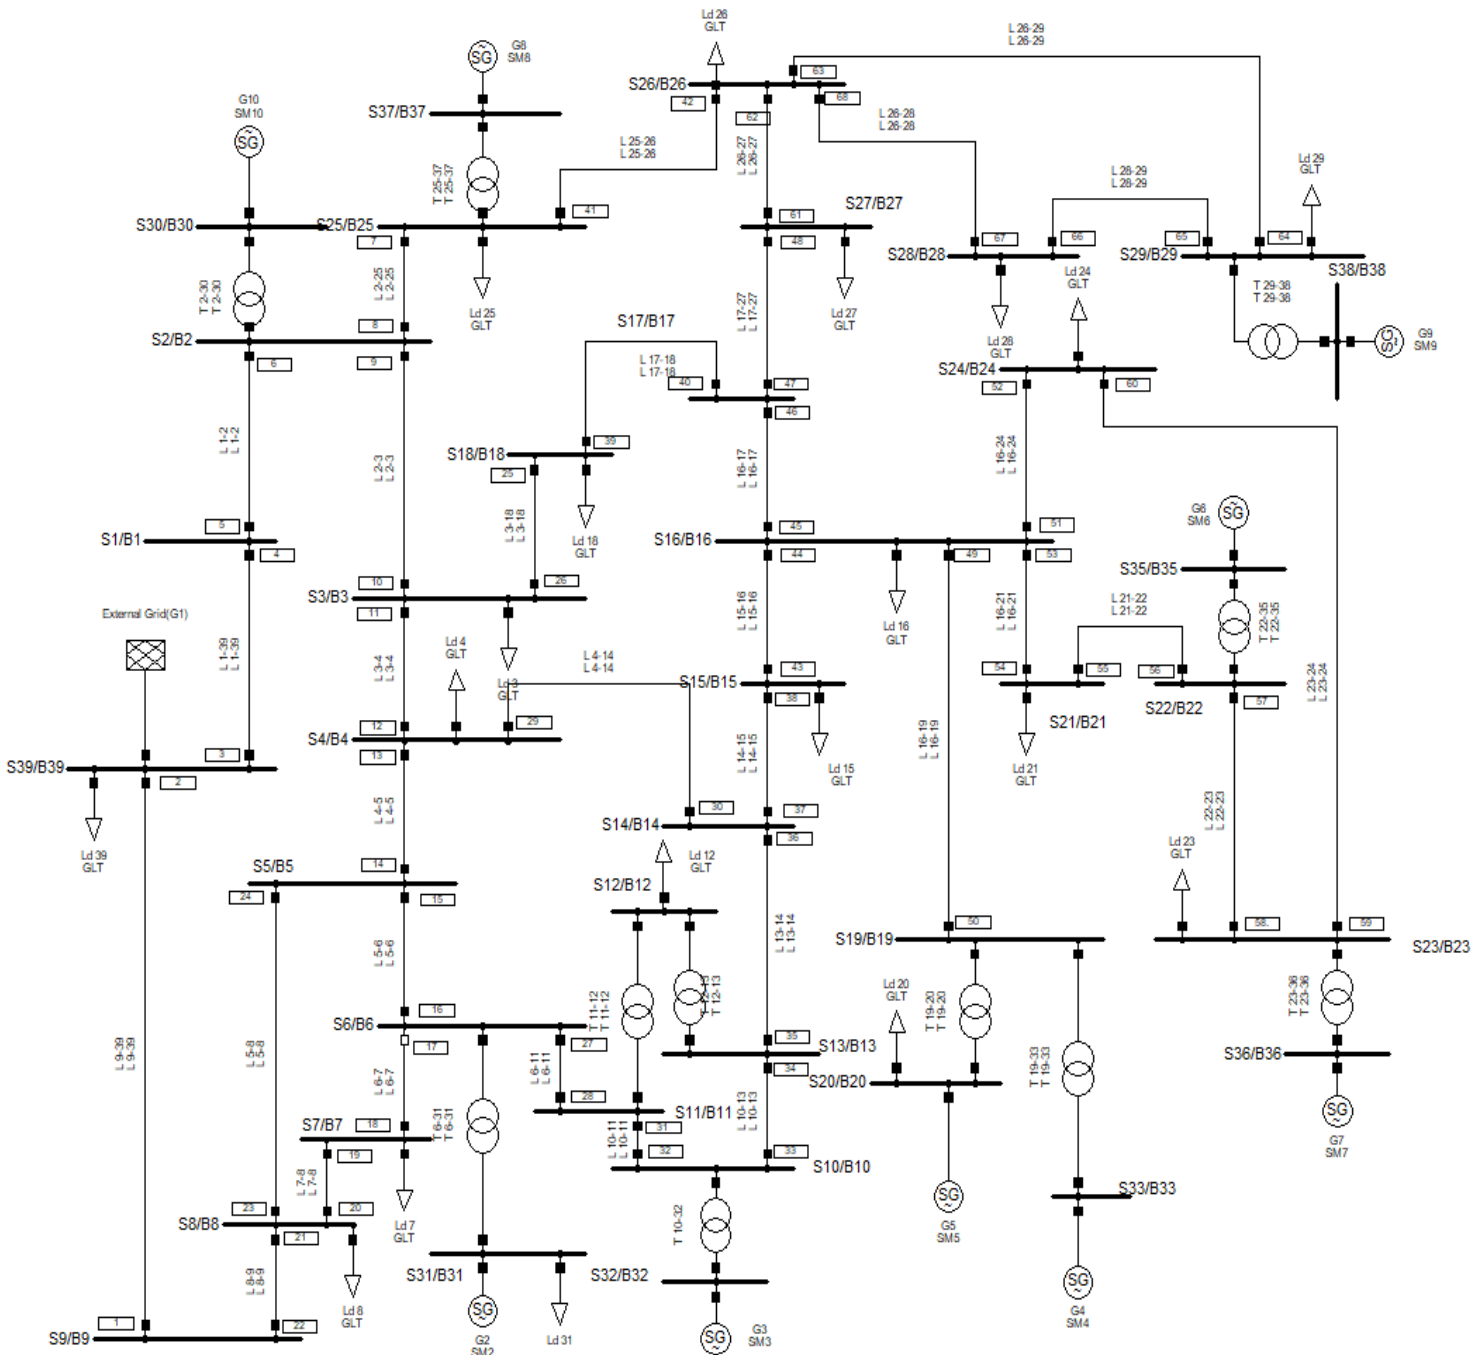 Ld 26
GLT
L 26-29
L 26-29
G8
SM8
63
S26/B26
42
68
62
G10
SM10
S37/B37
L 26-28
L 26-28
L 25-26
L 25-26
L 26-27
L 26-27
T 25-37
T 25-37
Ld 29
GLT
L 28-29
L 28-29
S30/B30
S25/B25
41
61
S27/B27
7
48
67
66
65
64
S28/B28
S29/B29
S38/B38
T 2-30
T 2-30
L 2-25
L 2-25
Ld 25
GLT
L 17-27
L 17-27
Ld 27
GLT
Ld 24
GLT
T 29-38
T 29-38
S17/B17
8
S2/B2
6
9
Ld 28
GLT
G9
SM9
L 17-18
L 17-18
40
47
46
S24/B24
52
60
L 1-2
L 1-2
L 2-3
L 2-3
39
S18/B18
25
L 16-17
L 16-17
L 16-24
L 16-24
G6
SM6
5
S1/B1
4
L 3-18
L 3-18
Ld 18
GLT
45
S16/B16
44
49
51
53
S35/B35
10
26
S3/B3
11
External Grid(G1)
L 1-39
L 1-39
L 3-4
L 3-4
Ld 4
GLT
Ld 3
GLT
L 4-14
L 4-14
L 15-16
L 15-16
Ld 16
GLT
L 16-21
L 16-21
L 21-22
L 21-22
T 22-35
T 22-35
L 23-24
L 23-24
43
S15/B15
38
54
55
56
57
S21/B21
S22/B22
12
29
S4/B4
13
L 14-15
L 14-15
Ld 15
GLT
L 16-19
L 16-19
Ld 21
GLT
3
S39/B39
2
L 4-5
L 4-5
30
37
S14/B14
36
L 22-23
L 22-23
Ld 39
GLT
S5/B5
14
24
15
Ld 12
GLT
S12/B12
Ld 23
GLT
L 5-6
L 5-6
L 13-14
L 13-14
50
S19/B19
58.
59
S23/B23
T 11-12
T 11-12
T 12-13
T 12-13
Ld 20
GLT
T 19-20
T 19-20
T 23-36
T 23-36
16
S6/B6
17
27
35
S13/B13
34
T 19-33
T 19-33
S36/B36
L 9-39
L 9-39
L 5-8
L 5-8
L 6-7
L 6-7
L 6-11
L 6-11
S20/B20
28
S11/B11
31
L 10-13
L 10-13
S7/B7
18
19
T 6-31
T 6-31
L 10-11
L 10-11
32
33
S10/B10
G7
SM7
L 7-8
L 7-8
23
20
S8/B8
21
Ld 7
GLT
T 10-32
S33/B33
G5
SM5
L 8-9
L 8-9
Ld 8
GLT
S31/B31
S32/B32
1
S9/B9
22
G2
SM2
Ld 31
G3
SM3
G4
SM4
SG
SG
SG
SG
SG
SG
SG
SG
SG